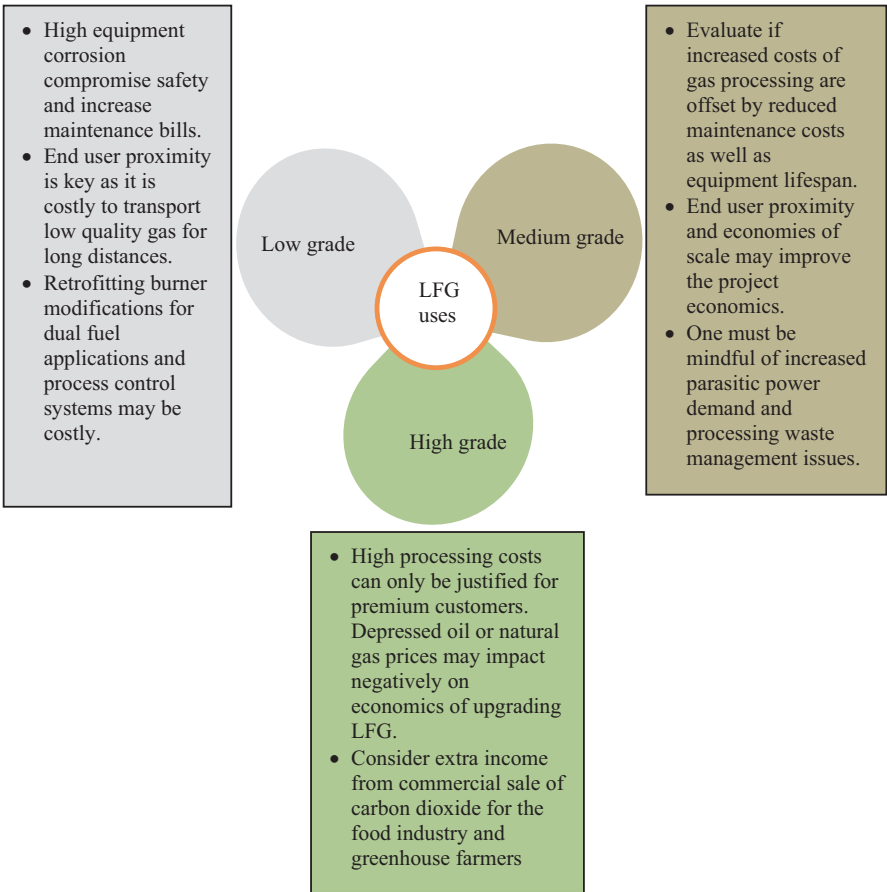 • High equipment
corrosion
compromise safety
and increase
maintenance bills.
• End user proximity
is key as it is
costly to transport
low quality gas for
long distances.
• Retrofitting burner
modifications for
dual fuel
applications and
process control
systems may be
costly.
Low grade
LFG
uses
Medium grade
High grade
• Evaluate if
increased costs of
gas processing are
offset by reduced
maintenance costs
as well as
equipment lifespan.
• End user proximity
and economies of
scale may improve
the project
economics.
• One must be
mindful of increased
parasitic power
demand and
processing waste
management issues.
• High processing costs
can only be justified for
premium customers.
Depressed oil or natural
gas prices may impact
negatively on
economics of upgrading
LFG.
• Consider extra income
from commercial sale of
carbon dioxide for the
food industry and
greenhouse farmers